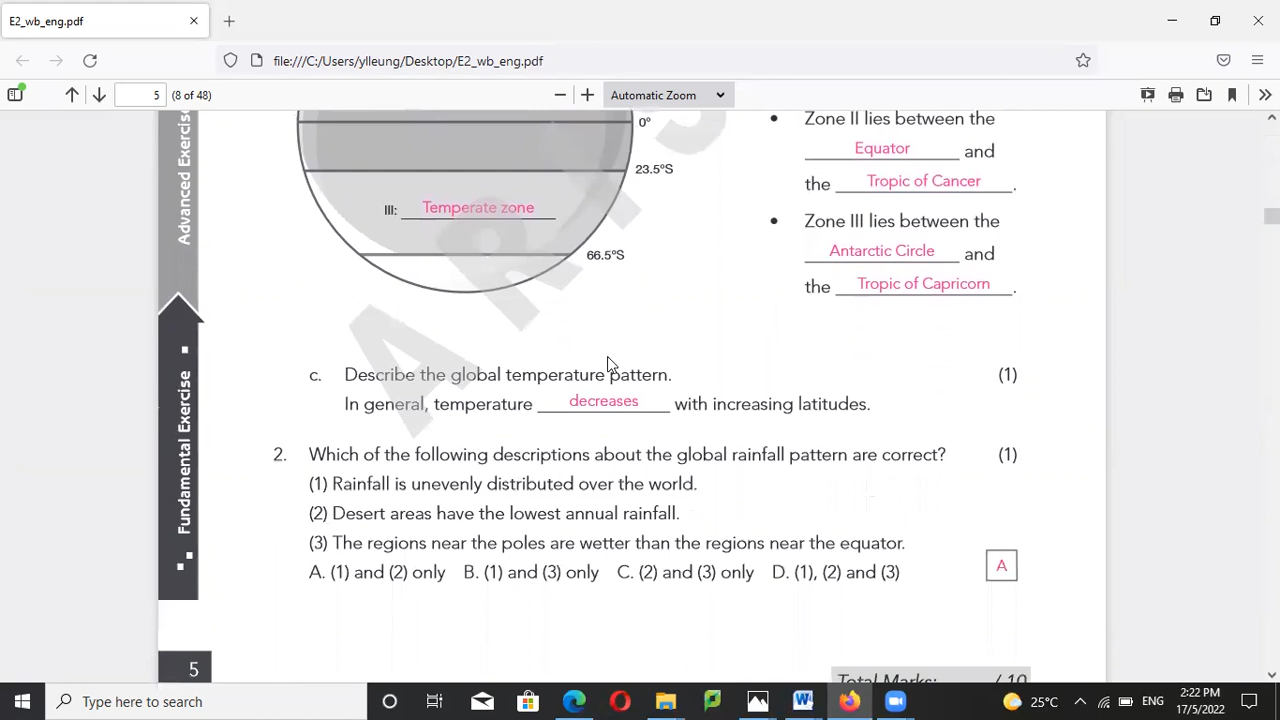 E2_wb_eng.pdf
file:///C:/Users/ylleung/Desktop/E2_wb_eng.pdf
5 (8 of 48) Automatic Zoom
Advanced Exercise
0°
23.5°S
III: Temperate zone
66.5°S
• Zone II lies between the
Equator and
the Tropic of Cancer.
• Zone III lies between the
Antarctic Circle and
the Tropic of Capricorn.
c. Describe the global temperature pattern. (1)
In general, temperature decreases with increasing latitudes.
2. Which of the following descriptions about the global rainfall pattern are correct? (1)
(1) Rainfall is unevenly distributed over the world.
(2) Desert areas have the lowest annual rainfall.
(3) The regions near the poles are wetter than the regions near the equator.
A. (1) and (2) only B. (1) and (3) only C. (2) and (3) only D. (1), (2) and (3)
A
Fundamental Exercise
5
Total Marks: / 10
Type here to search
25°C ENG
2:22 PM
17/5/2022